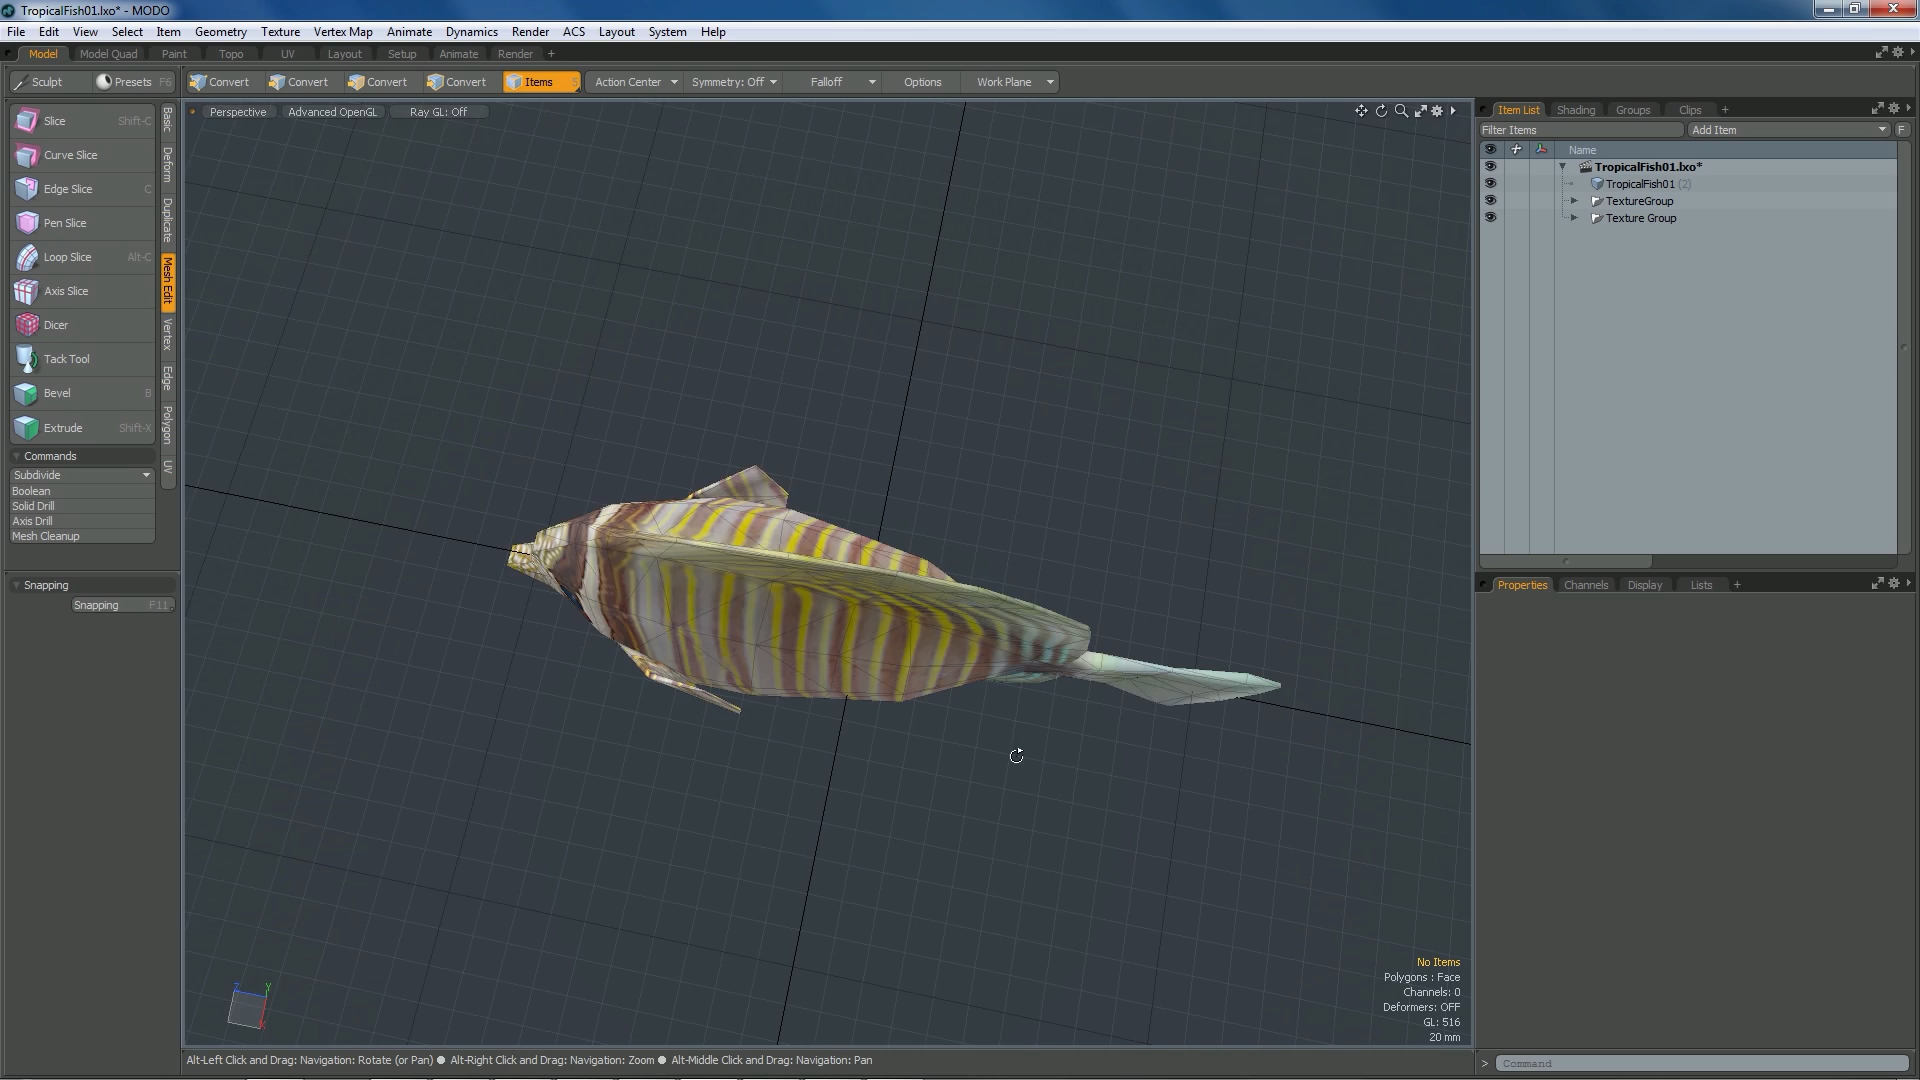 TropicalFish01.lxo* - MODO
File Edit View Select Item Geometry Texture Vertex Map Animate Dynamics Render ACS Layout System Help
Model Model Quad Paint Topo UV Layout Setup Animate Render +
Sculpt Presets F6 Convert Convert Convert Convert Items 5 Action Center Symmetry: Off Falloff Options Work Plane
Perspective Advanced OpenGL Ray GL: Off
Slice Shift-C
Curve Slice
Edge Slice C
Pen Slice
Loop Slice Alt-C
Axis Slice
Dicer
Tack Tool
Bevel B
Extrude Shift-X
Commands
Subdivide
Boolean
Solid Drill
Axis Drill
Mesh Cleanup
Snapping
Snapping F11
Basic
Deform
Duplicate
Mesh Edit
Vertex
Edge
Polygon
UV
Item List Shading Groups Clips +
Filter Items Add Item F
Name
TropicalFish01.lxo*
TropicalFish01 (2)
TextureGroup
Texture Group
Properties Channels Display Lists +
Z Y
X
No Items
Polygons : Face
Channels: 0
Deformers: OFF
GL: 516
20 mm
Alt-Left Click and Drag: Navigation: Rotate (or Pan) ● Alt-Right Click and Drag: Navigation: Zoom ● Alt-Middle Click and Drag: Navigation: Pan
> Command